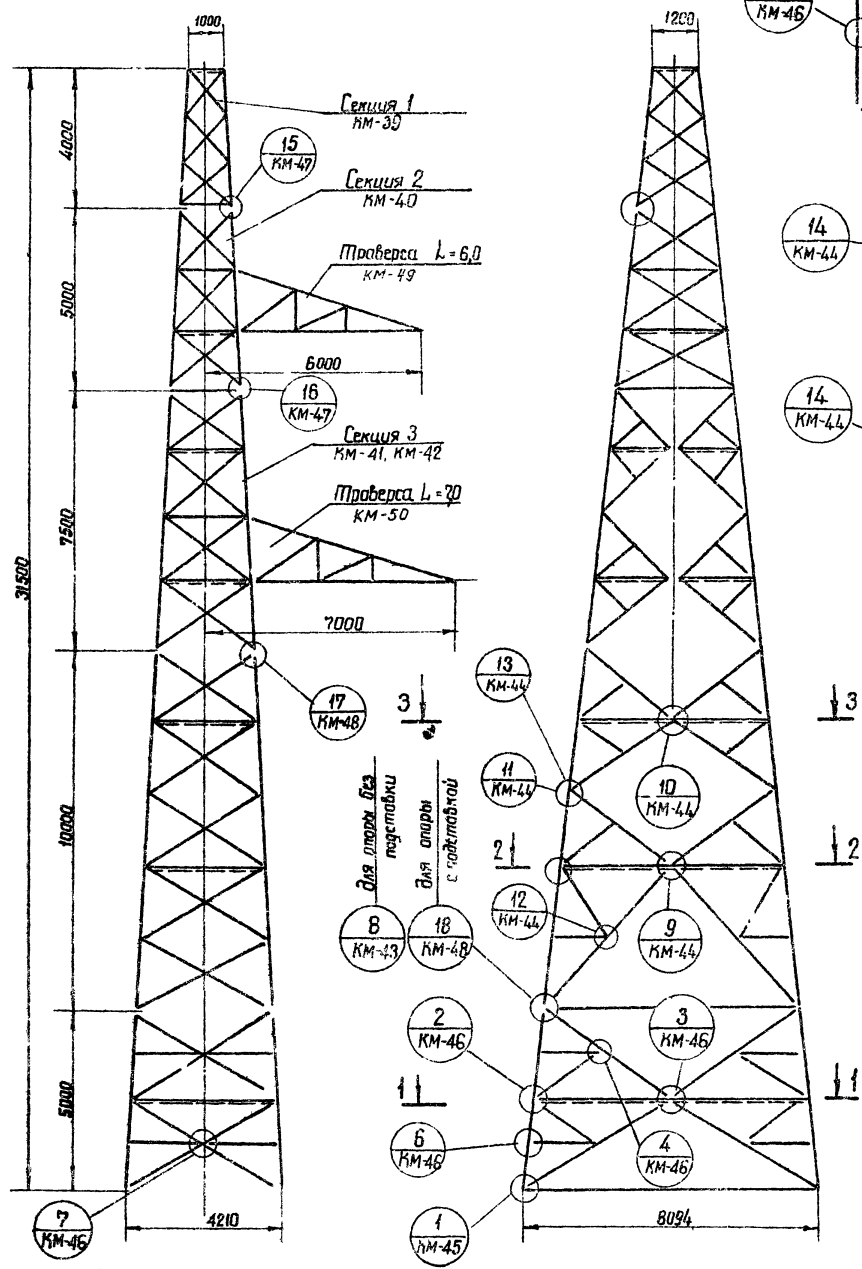 1000
1200
КМ-46
Секция 1
КМ-39
4000
15
КМ-47
Секция 2
КМ-40
14
КМ-44
Траверса L=6,0
КМ-49
5000
6000
16
КМ-47
14
КМ-44
Секция 3
КМ-41, КМ-42
Траверса L=7,0
КМ-50
7500
31500
7000
13
КМ-44
17
КМ-48
3
3
10
КМ-44
11
КМ-44
Для опоры без
подставки
Для опоры
с подставкой
10000
2
2
12
КМ-44
9
КМ-44
8
КМ-43
18
КМ-48
2
КМ-46
3
КМ-46
5000
1
1
6
КМ-46
4
КМ-46
7
КМ-46
4210
1
КМ-45
8094